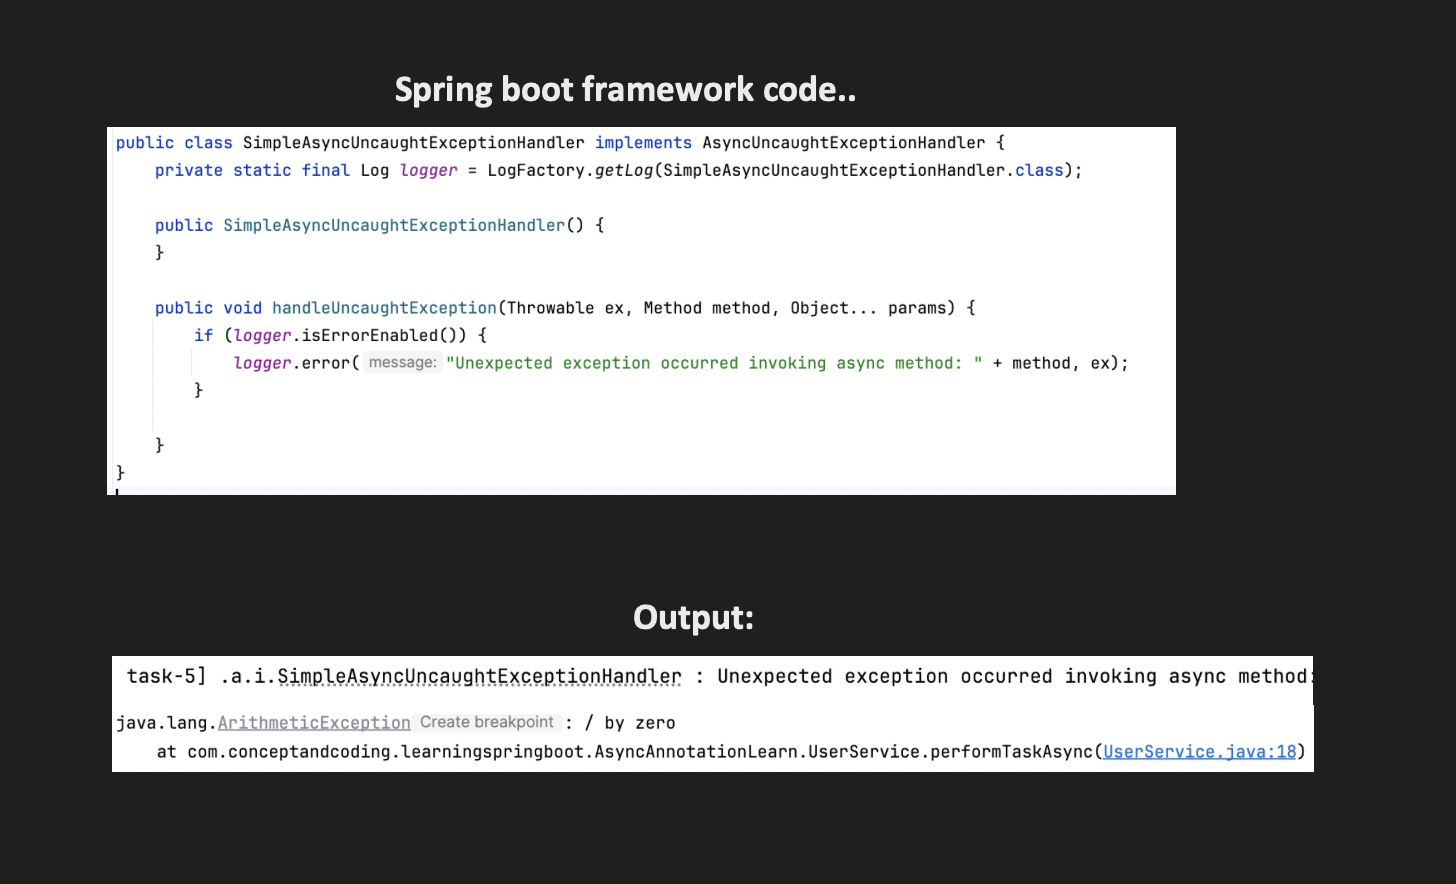 Spring boot framework code..
public class SimpleAsyncUncaughtExceptionHandler implements AsyncUncaughtExceptionHandler {
private static final Log logger = LogFactory.getLog(SimpleAsyncUncaughtExceptionHandler.class);
public SimpleAsyncUncaughtExceptionHandler() {
}
public void handleUncaughtException(Throwable ex, Method method, Object... params) {
if (logger.isErrorEnabled()) {
logger.error( message: "Unexpected exception occurred invoking async method: " + method, ex);
}
}
}
Output:
task-5] .a.i.SimpleAsyncUncaughtExceptionHandler : Unexpected exception occurred invoking async method:
java.lang.ArithmeticException Create breakpoint : / by zero
at com.conceptandcoding.learningspringboot.AsyncAnnotationLearn.UserService.performTaskAsync(UserService.java:18)